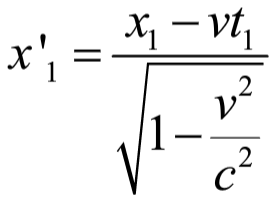 x'₁ = (x₁ − vt₁) / √(1 − v²/c²)